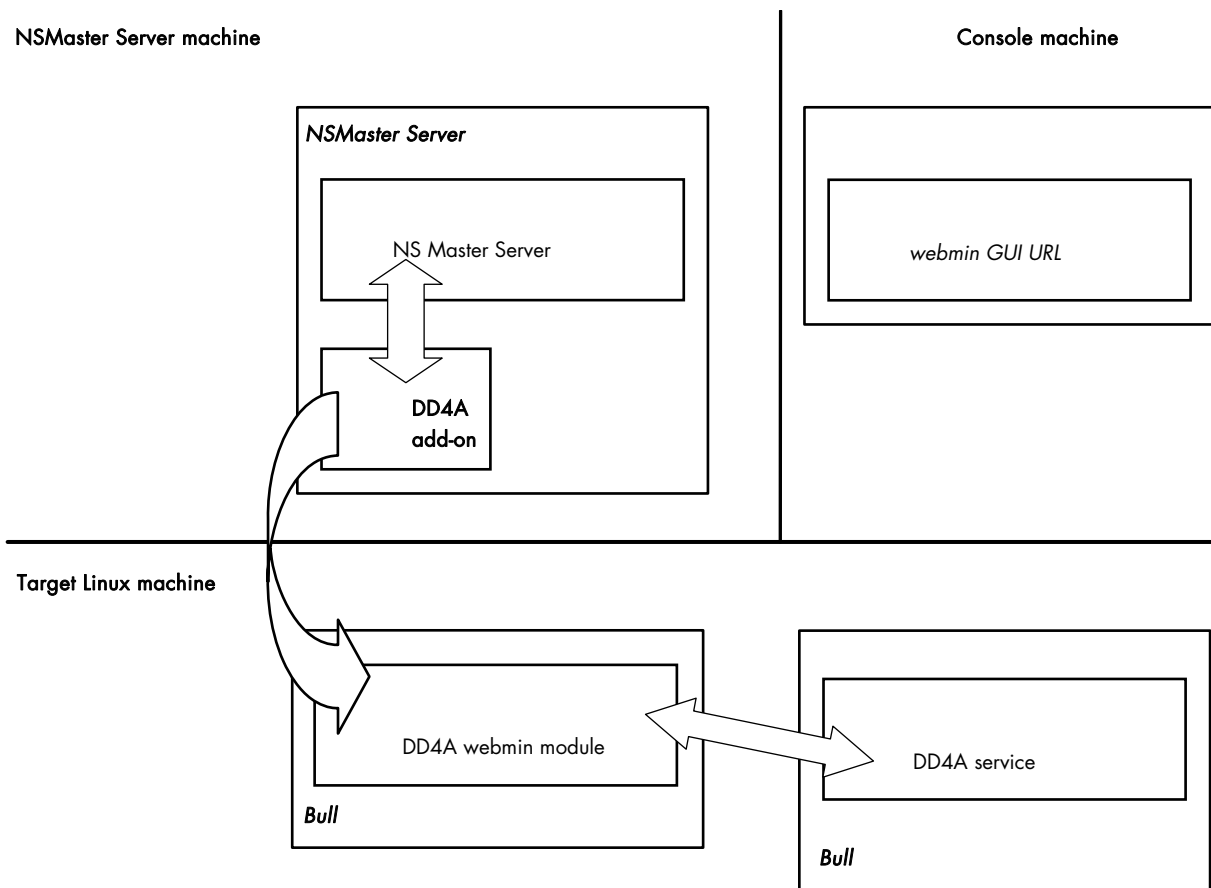 NSMaster Server machine
Console machine
NSMaster Server
NS Master Server
webmin GUI URL
DD4A
add-on
Target Linux machine
DD4A webmin module
DD4A service
Bull
Bull